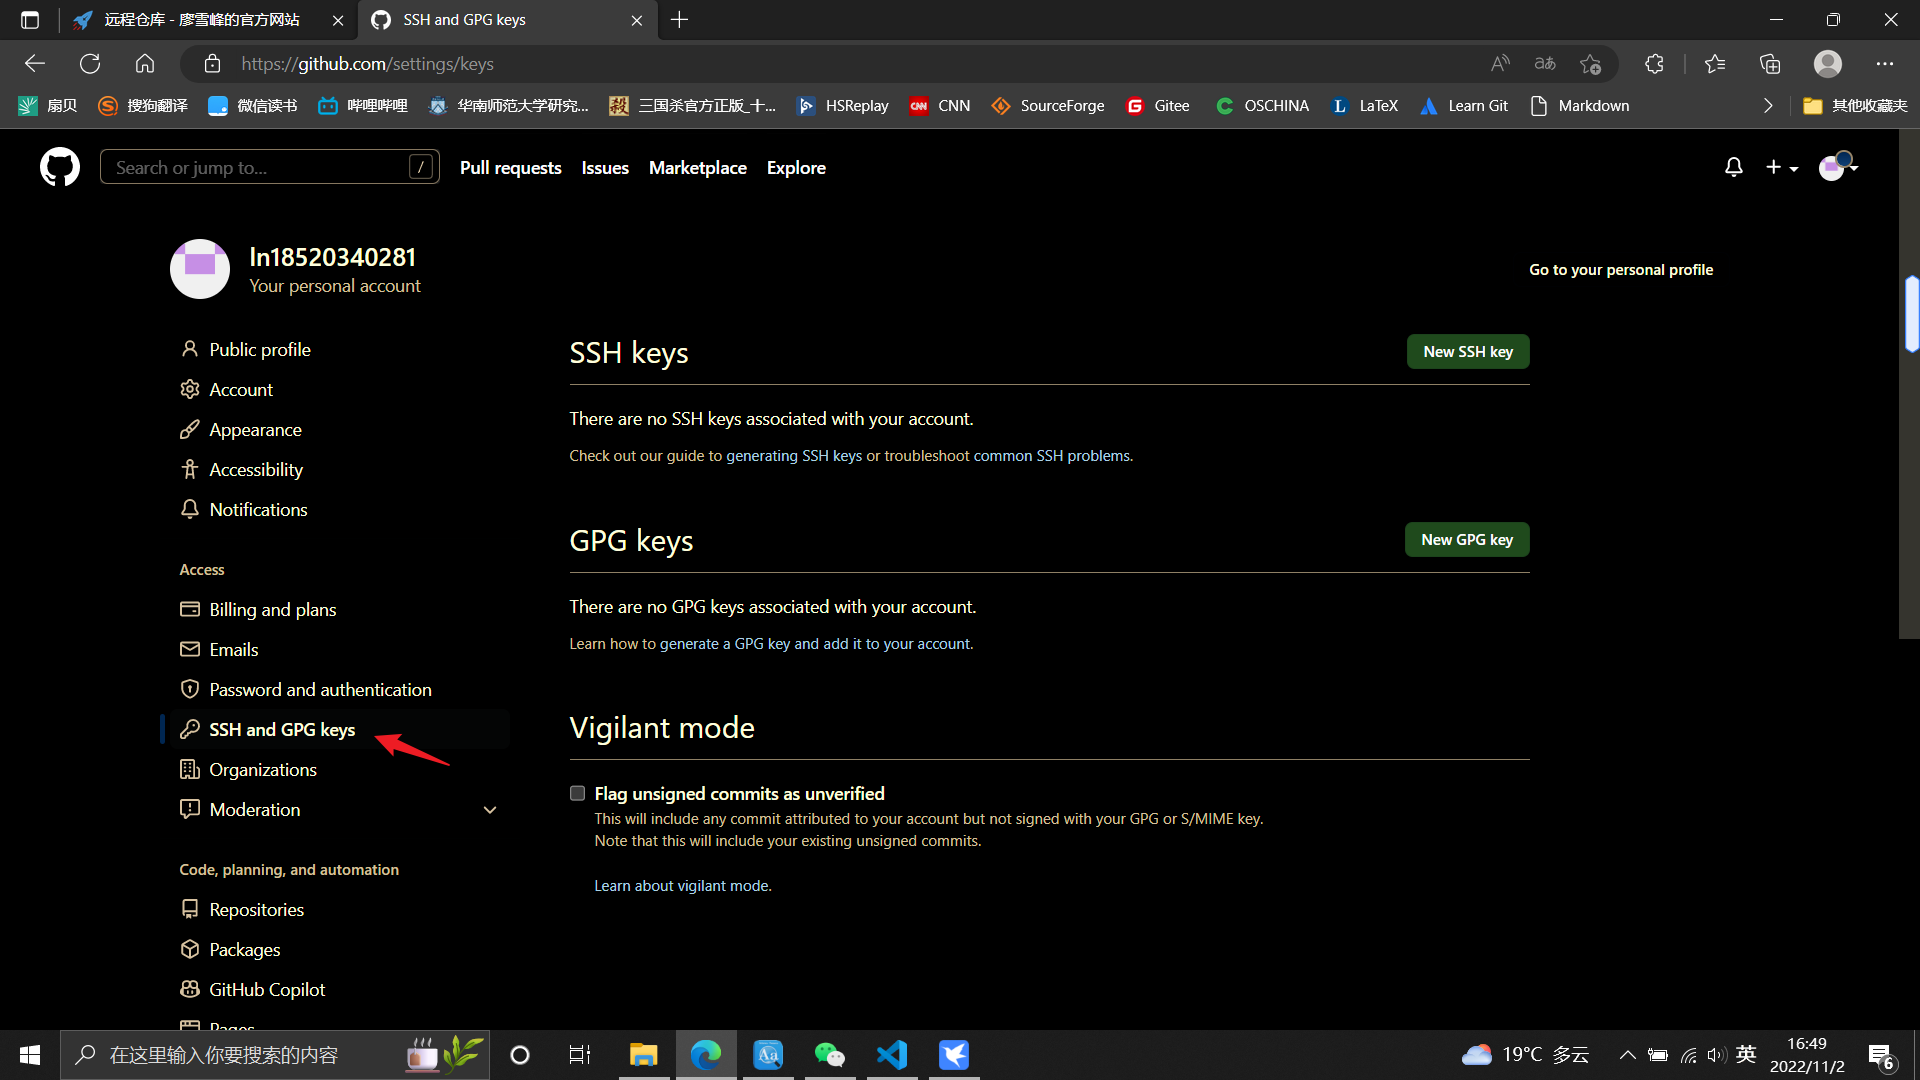 远程仓库 - 廖雪峰的官方网站
SSH and GPG keys
https://github.com/settings/keys
扇贝
搜狗翻译
微信读书
哔哩哔哩
华南师范大学研究...
三国杀官方正版_十...
HSReplay
CNN
SourceForge
Gitee
OSCHINA
LaTeX
Learn Git
Markdown
其他收藏夹
Search or jump to...
/
Pull requests
Issues
Marketplace
Explore
ln18520340281
Your personal account
Go to your personal profile
Public profile
Account
Appearance
Accessibility
Notifications
Access
Billing and plans
Emails
Password and authentication
SSH and GPG keys
Organizations
Moderation
Code, planning, and automation
Repositories
Packages
GitHub Copilot
Pages
SSH keys
New SSH key
There are no SSH keys associated with your account.
Check out our guide to generating SSH keys or troubleshoot common SSH problems.
GPG keys
New GPG key
There are no GPG keys associated with your account.
Learn how to generate a GPG key and add it to your account.
Vigilant mode
Flag unsigned commits as unverified
This will include any commit attributed to your account but not signed with your GPG or S/MIME key.
Note that this will include your existing unsigned commits.
Learn about vigilant mode.
在这里输入你要搜索的内容
19°C 多云
英
16:49
2022/11/2
6